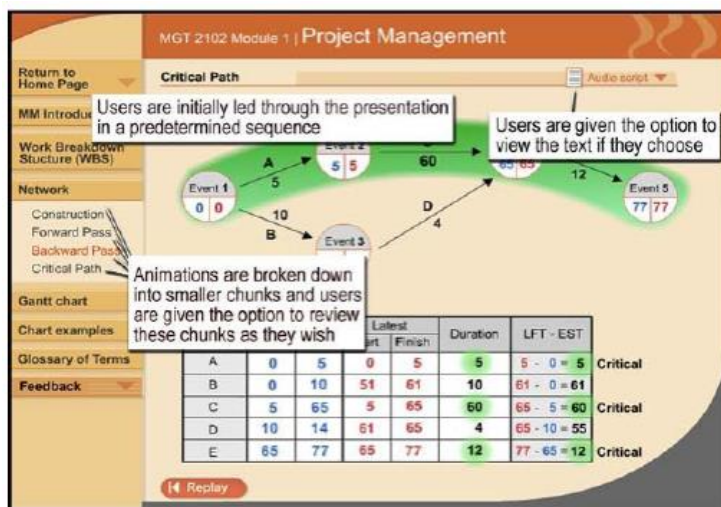 MGT 2102 Module 1 | Project Management
Return to
Home Page
MM Introduc
Work Breakdown
Stucture (WBS)
Network
Construction
Forward Pass
Backward Pass
Critical Path
Gantt chart
Chart examples
Glossary of Terms
Feedback
Critical Path
Audio script
Users are initially led through the presentation
in a predetermined sequence
Users are given the option to
view the text if they choose
Event 1
0 0
A
5
Event 2
5 5
60
65 65
12
Event 5
77 77
10
B
Event 3
D
4
Animations are broken down
into smaller chunks and users
are given the option to review
these chunks as they wish
Latest
Finish
Duration
LFT - EST
A 0 5 0 5 5 5 - 0 = 5 Critical
B 0 10 51 61 10 61 - 0 = 61
C 5 65 5 65 60 65 - 5 = 60 Critical
D 10 14 61 65 4 65 - 10 = 55
E 65 77 65 77 12 77 - 65 = 12 Critical
Replay